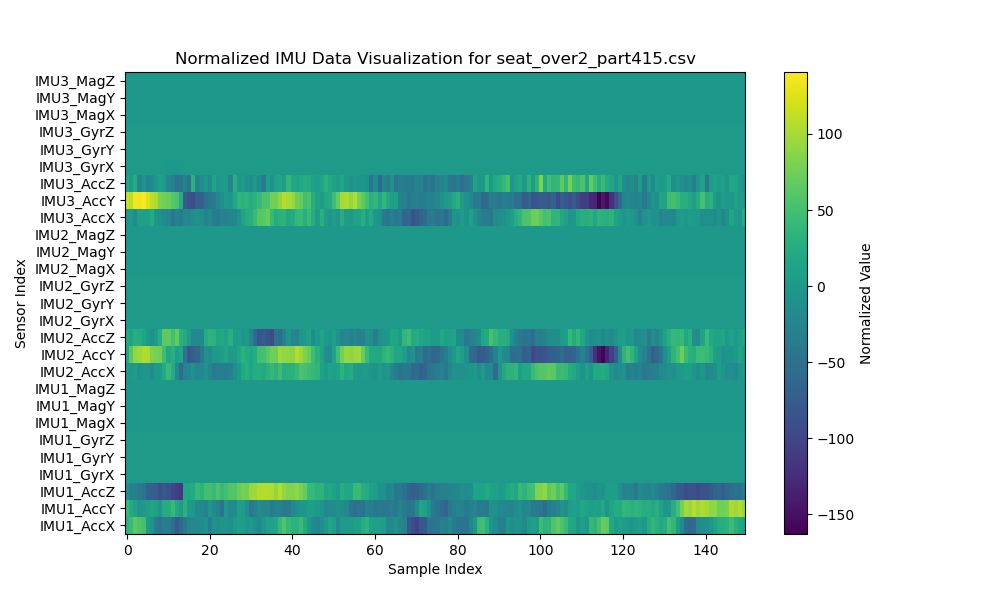 Normalized IMU Data Visualization for seat_over2_part415.csv
IMU3_MagZ
IMU3_MagY
IMU3_MagX
IMU3_GyrZ
IMU3_GyrY
IMU3_GyrX
IMU3_AccZ
IMU3_AccY
IMU3_AccX
IMU2_MagZ
IMU2_MagY
IMU2_MagX
IMU2_GyrZ
IMU2_GyrY
IMU2_GyrX
IMU2_AccZ
IMU2_AccY
IMU2_AccX
IMU1_MagZ
IMU1_MagY
IMU1_MagX
IMU1_GyrZ
IMU1_GyrY
IMU1_GyrX
IMU1_AccZ
IMU1_AccY
IMU1_AccX
Sensor Index
0 20 40 60 80 100 120 140
Sample Index
100
50
0
−50
−100
−150
Normalized Value